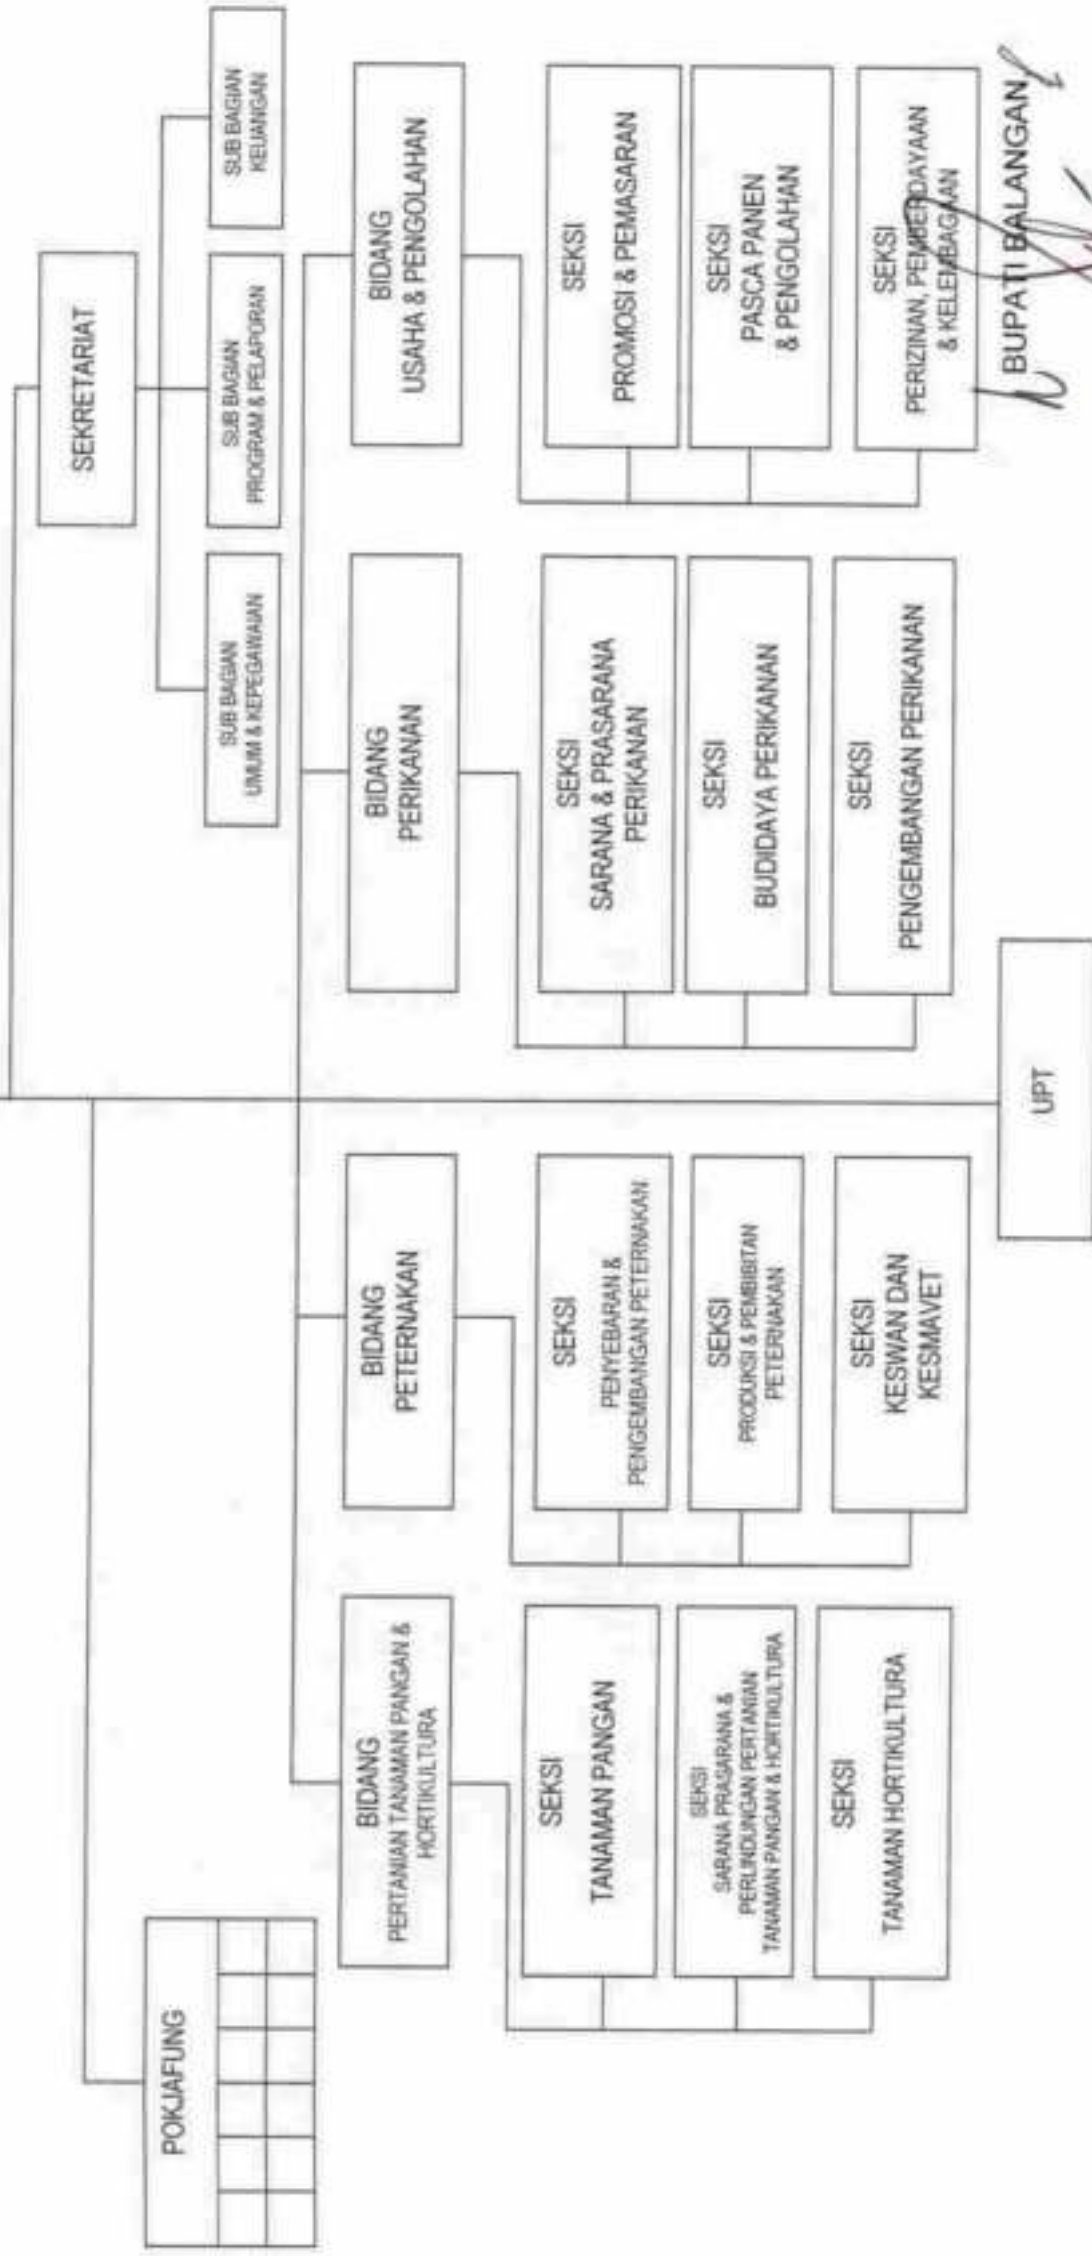 SEKRETARIAT
POKJAFUNG
SUB BAGIAN
UMUM & KEPEGAWAIAN
SUB BAGIAN
PROGRAM & PELAPORAN
SUB BAGIAN
KEUANGAN
BIDANG
PERTANIAN TANAMAN PANGAN &
HORTIKULTURA
BIDANG
PETERNAKAN
BIDANG
PERIKANAN
BIDANG
USAHA & PENGOLAHAN
SEKSI
TANAMAN PANGAN
SEKSI
PENYEBARAN &
PENGEMBANGAN PETERNAKAN
SEKSI
SARANA & PRASARANA
PERIKANAN
SEKSI
PROMOSI & PEMASARAN
SEKSI
SARANA PRASARANA &
PERLINDUNGAN PERTANIAN
TANAMAN PANGAN & HORTIKULTURA
SEKSI
PRODUKSI & PEMBIBITAN
PETERNAKAN
SEKSI
BUDIDAYA PERIKANAN
SEKSI
PASCA PANEN
& PENGOLAHAN
SEKSI
TANAMAN HORTIKULTURA
SEKSI
KESWAN DAN
KESMAVET
SEKSI
PENGEMBANGAN PERIKANAN
SEKSI
PERIZINAN, PEMBERDAYAAN
& KELEMBAGAAN
UPT
BUPATI BALANGAN,